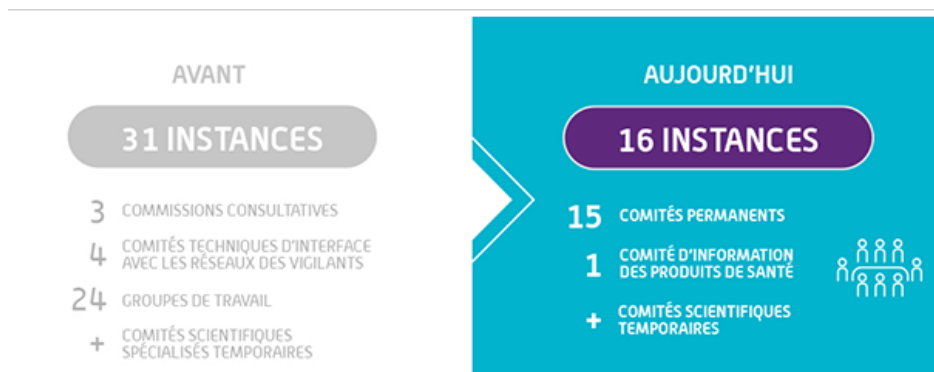 AVANT
31 INSTANCES
3 COMMISSIONS CONSULTATIVES
4 COMITÉS TECHNIQUES D'INTERFACE
AVEC LES RÉSEAUX DES VIGILANTS
24 GROUPES DE TRAVAIL
+ COMITÉS SCIENTIFIQUES
SPÉCIALISÉS TEMPORAIRES
AUJOURD'HUI
16 INSTANCES
15 COMITÉS PERMANENTS
1 COMITÉ D'INFORMATION
DES PRODUITS DE SANTÉ
+ COMITÉS SCIENTIFIQUES
TEMPORAIRES